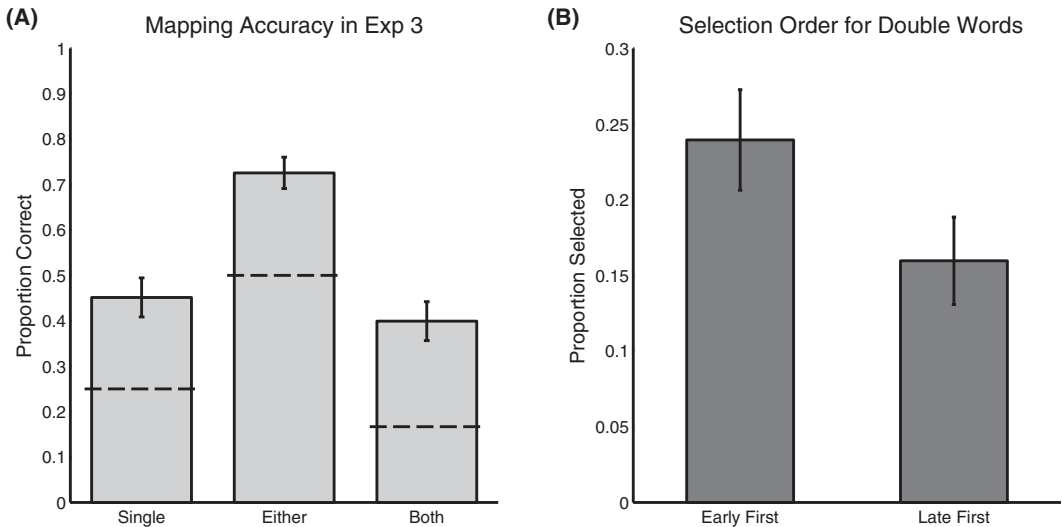 (A)
Mapping Accuracy in Exp 3
1
0.9
0.8
0.7
0.6
0.5
0.4
0.3
0.2
0.1
0
Proportion Correct
Single Either Both
(B)
Selection Order for Double Words
0.3
0.25
0.2
0.15
0.1
0.05
0
Proportion Selected
Early First Late First